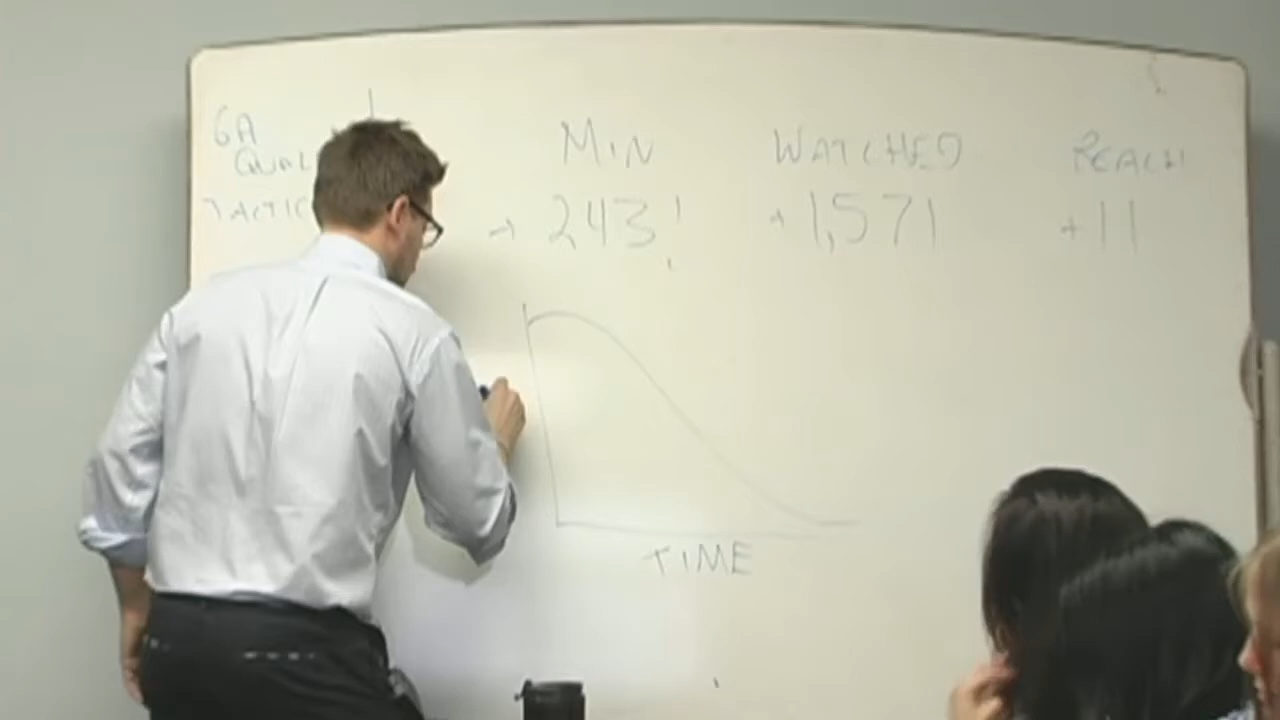 GA MIN WATCHED REACH
QUAL
TACTIC → 243! +1,571 +11
TIME